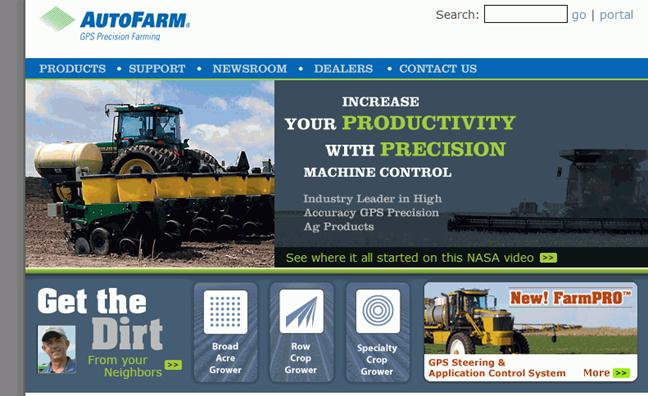 AUTOFARM®
GPS Precision Farming
Search: go | portal
PRODUCTS • SUPPORT • NEWSROOM • DEALERS • CONTACT US
INCREASE
YOUR PRODUCTIVITY
WITH PRECISION
MACHINE CONTROL
Industry Leader in High
Accuracy GPS Precision
Ag Products
See where it all started on this NASA video >>
Get the
Dirt
From your
Neighbors >>
Broad
Acre
Grower
Row
Crop
Grower
Specialty
Crop
Grower
New! FarmPRO™
GPS Steering &
Application Control System
More >>